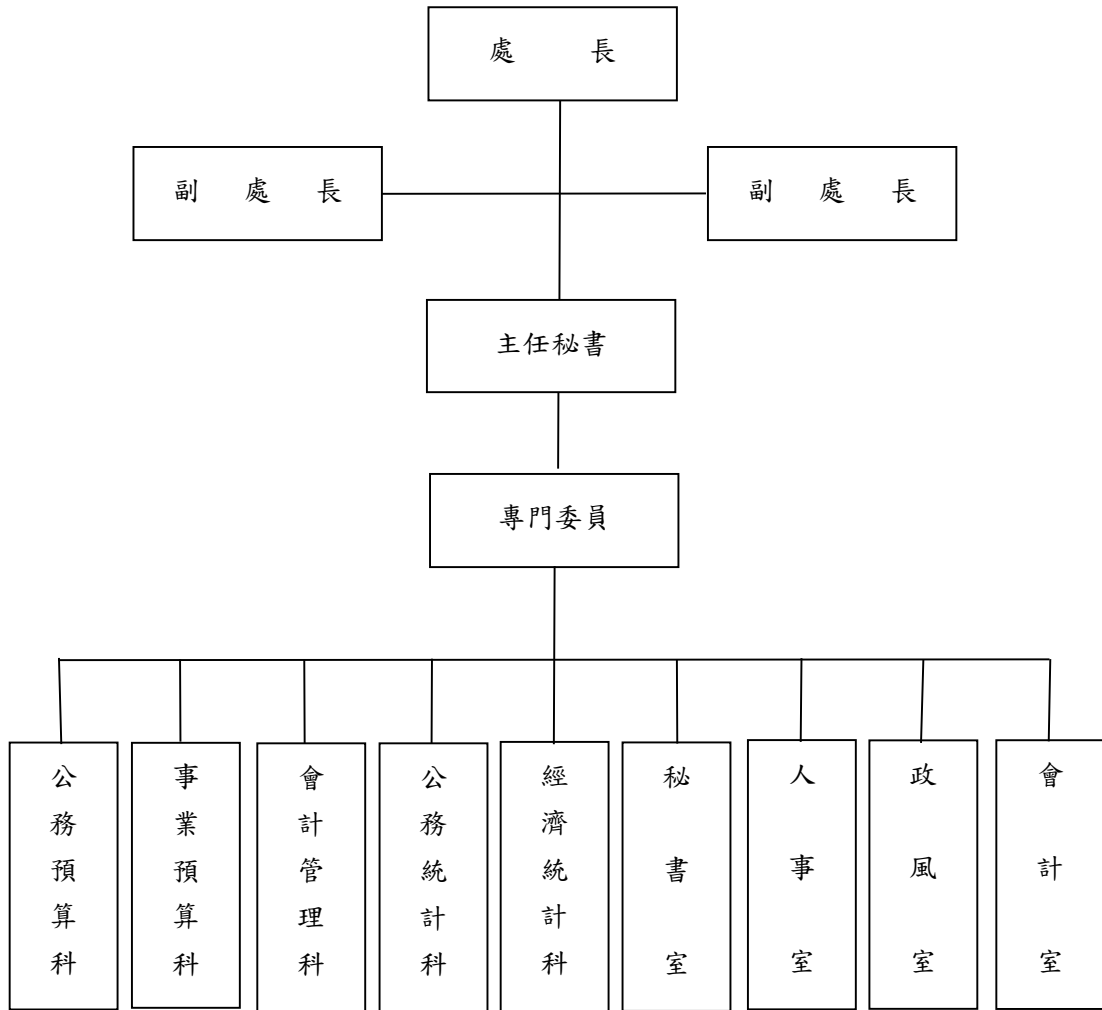 處 長
副 處 長
副 處 長
主任秘書
專門委員
公務預算科
事業預算科
會計管理科
公務統計科
經濟統計科
秘書室
人事室
政風室
會計室